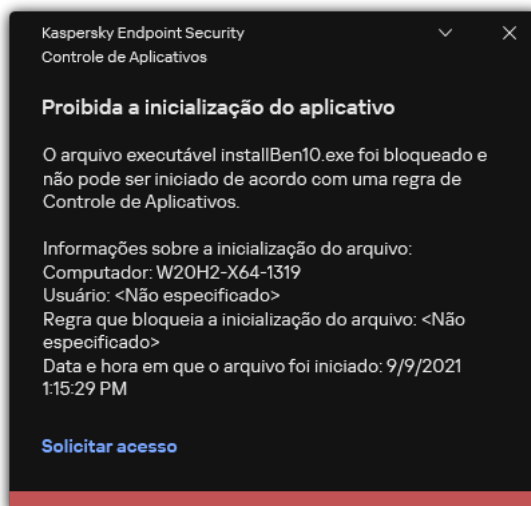 Kaspersky Endpoint Security
Controle de Aplicativos
Proibida a inicialização do aplicativo
O arquivo executável installBen10.exe foi bloqueado e
não pode ser iniciado de acordo com uma regra de
Controle de Aplicativos.
Informações sobre a inicialização do arquivo:
Computador: W20H2-X64-1319
Usuário: <Não especificado>
Regra que bloqueia a inicialização do arquivo: <Não
especificado>
Data e hora em que o arquivo foi iniciado: 9/9/2021
1:15:29 PM
Solicitar acesso